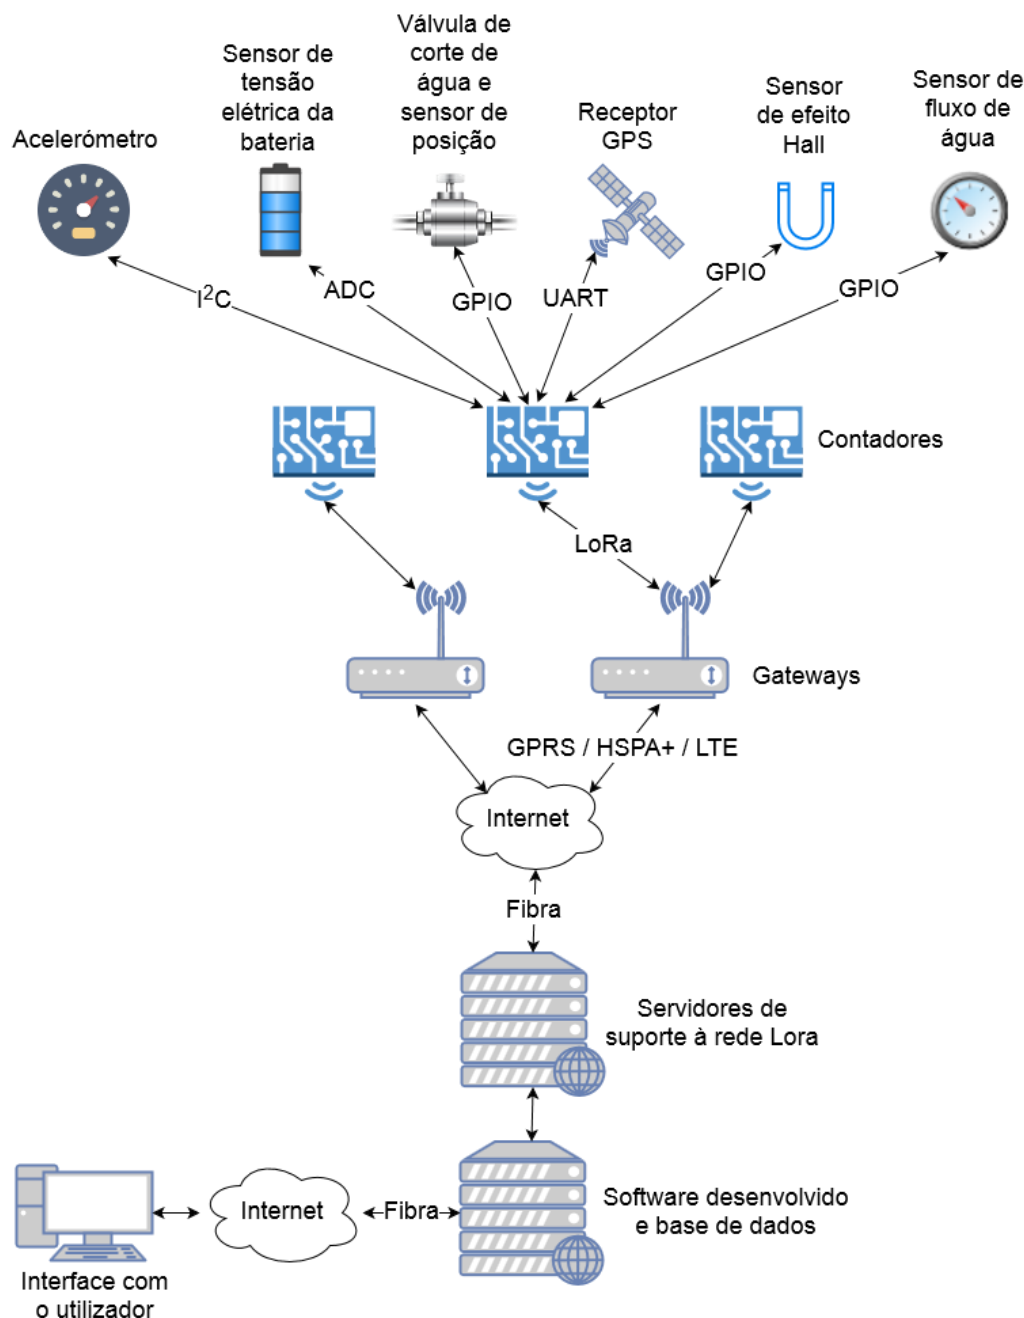 Acelerómetro
Sensor de
tensão
elétrica da
bateria
Válvula de
corte de
água e
sensor de
posição
Receptor
GPS
Sensor
de efeito
Hall
Sensor de
fluxo de
água
I²C
ADC
GPIO
UART
GPIO
GPIO
Contadores
LoRa
Gateways
GPRS / HSPA+ / LTE
Internet
Fibra
Servidores de
suporte à rede Lora
Software desenvolvido
e base de dados
Fibra
Internet
Interface com
o utilizador